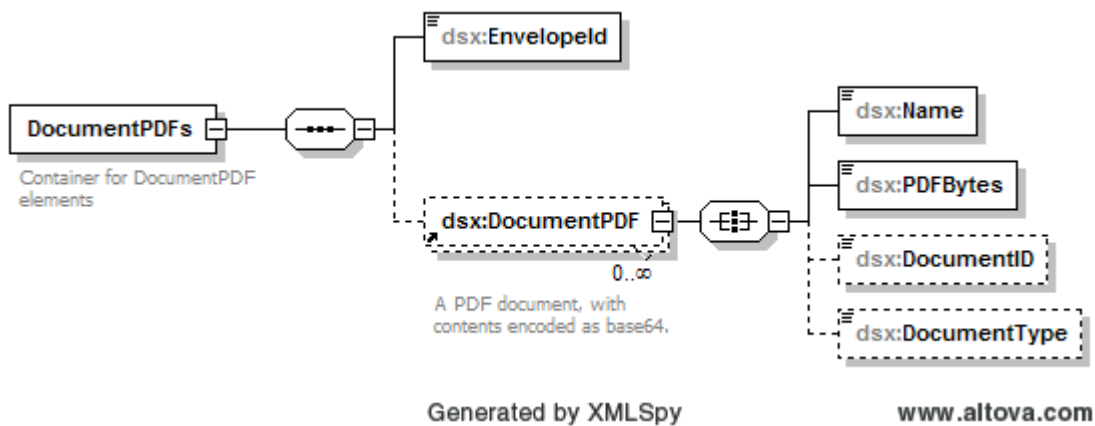 dsx:EnvelopeId
DocumentPDFs
Container for DocumentPDF
elements
dsx:DocumentPDF
0..∞
A PDF document, with
contents encoded as base64.
dsx:Name
dsx:PDFBytes
dsx:DocumentID
dsx:DocumentType
Generated by XMLSpy
www.altova.com